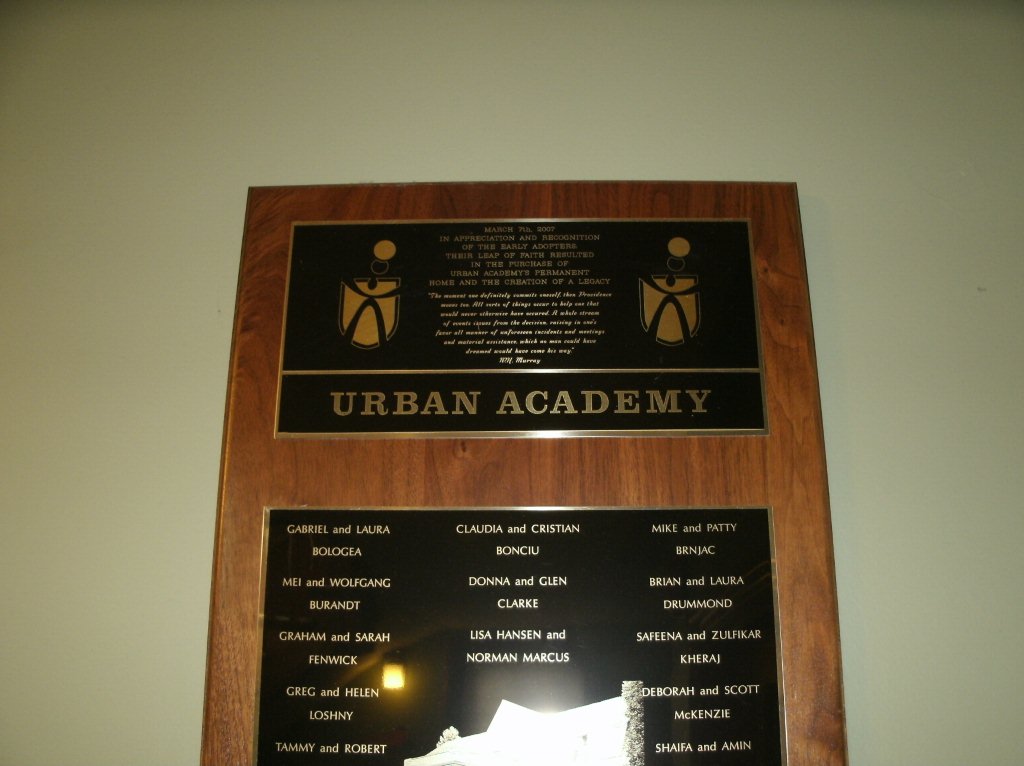 MARCH 7th, 2007
IN APPRECIATION AND RECOGNITION
OF THE EARLY ADOPTERS.
THEIR LEAP OF FAITH RESULTED
IN THE PURCHASE OF
URBAN ACADEMY'S PERMANENT
HOME AND THE CREATION OF A LEGACY
"The moment one definitely commits oneself, then Providence
moves too. All sorts of things occur to help one that
would never otherwise have occured. A whole stream
of events issues from the decision, raising in one's
favor all manner of unforeseen incidents and meetings
and material assistance, which no man could have
dreamed would have come his way."
W.H. Murray
URBAN ACADEMY
GABRIEL and LAURA CLAUDIA and CRISTIAN MIKE and PATTY
BOLOGEA BONCIU BRNJAC
MEI and WOLFGANG DONNA and GLEN BRIAN and LAURA
BURANDT CLARKE DRUMMOND
GRAHAM and SARAH LISA HANSEN and SAFEENA and ZULFIKAR
FENWICK NORMAN MARCUS KHERAJ
GREG and HELEN DEBORAH and SCOTT
LOSHNY McKENZIE
TAMMY and ROBERT SHAIFA and AMIN